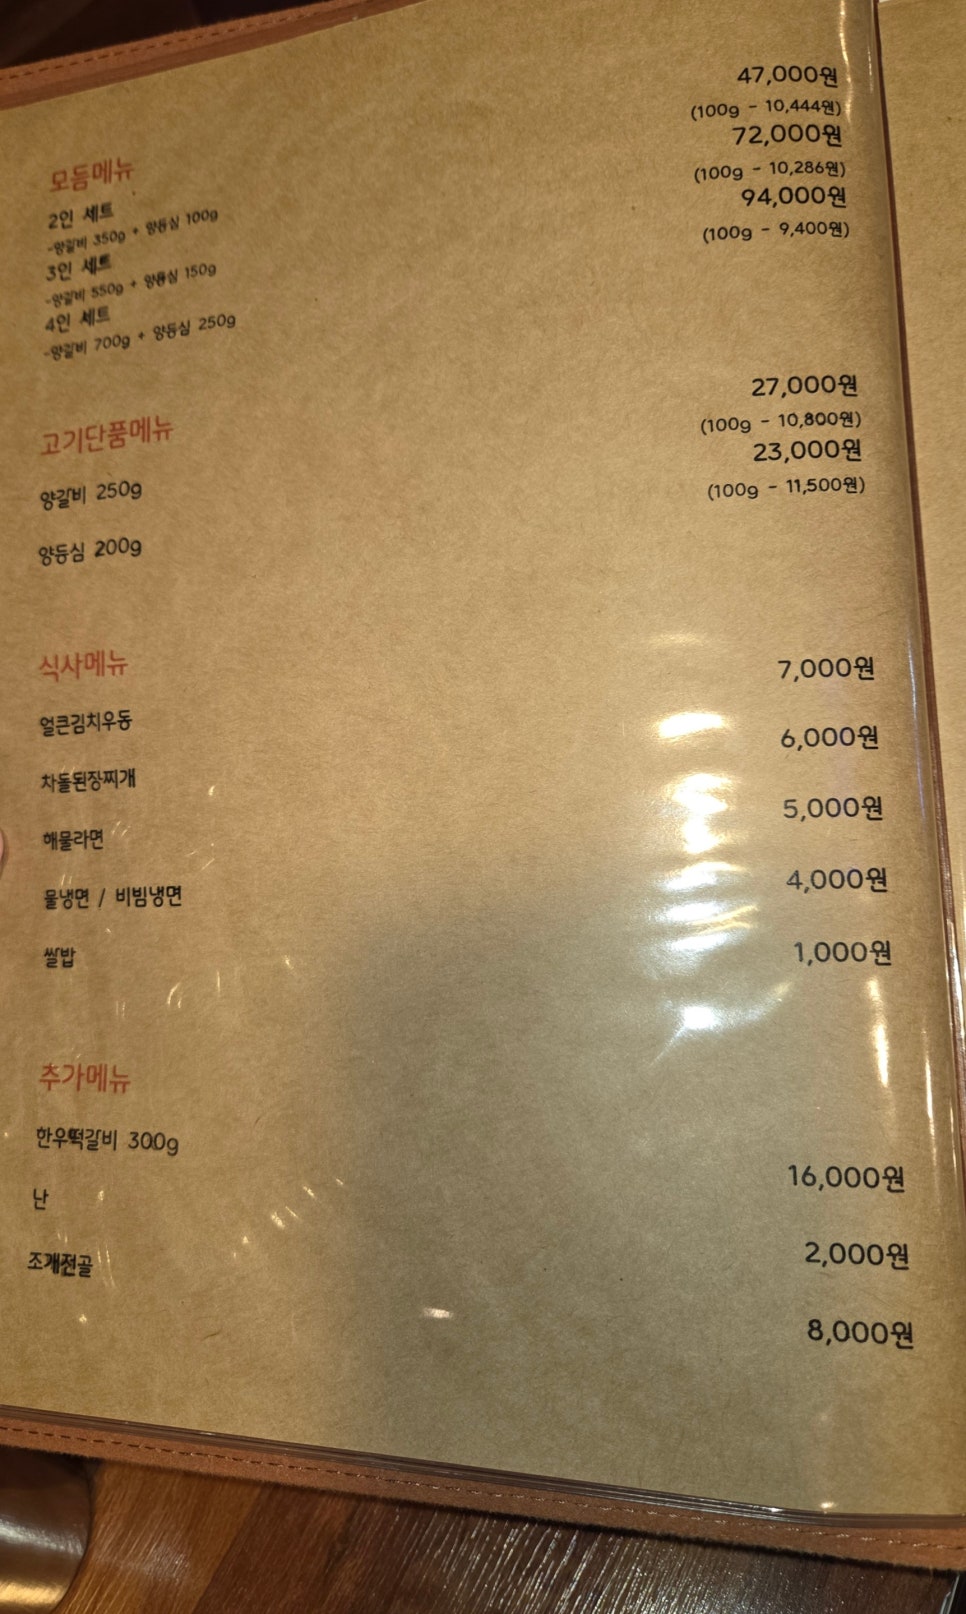 모둠메뉴
2인 세트 47,000원
-양갈비 350g + 양등심 100g (100g - 10,444원)
3인 세트 72,000원
-양갈비 550g + 양등심 150g (100g - 10,286원)
4인 세트 94,000원
-양갈비 700g + 양등심 250g (100g - 9,400원)
고기단품메뉴
양갈비 250g 27,000원
(100g - 10,800원)
양등심 200g 23,000원
(100g - 11,500원)
식사메뉴
얼큰김치우동 7,000원
차돌된장찌개 6,000원
해물라면 5,000원
물냉면 / 비빔냉면 4,000원
쌀밥 1,000원
추가메뉴
한우떡갈비 300g 16,000원
난 2,000원
조개전골 8,000원